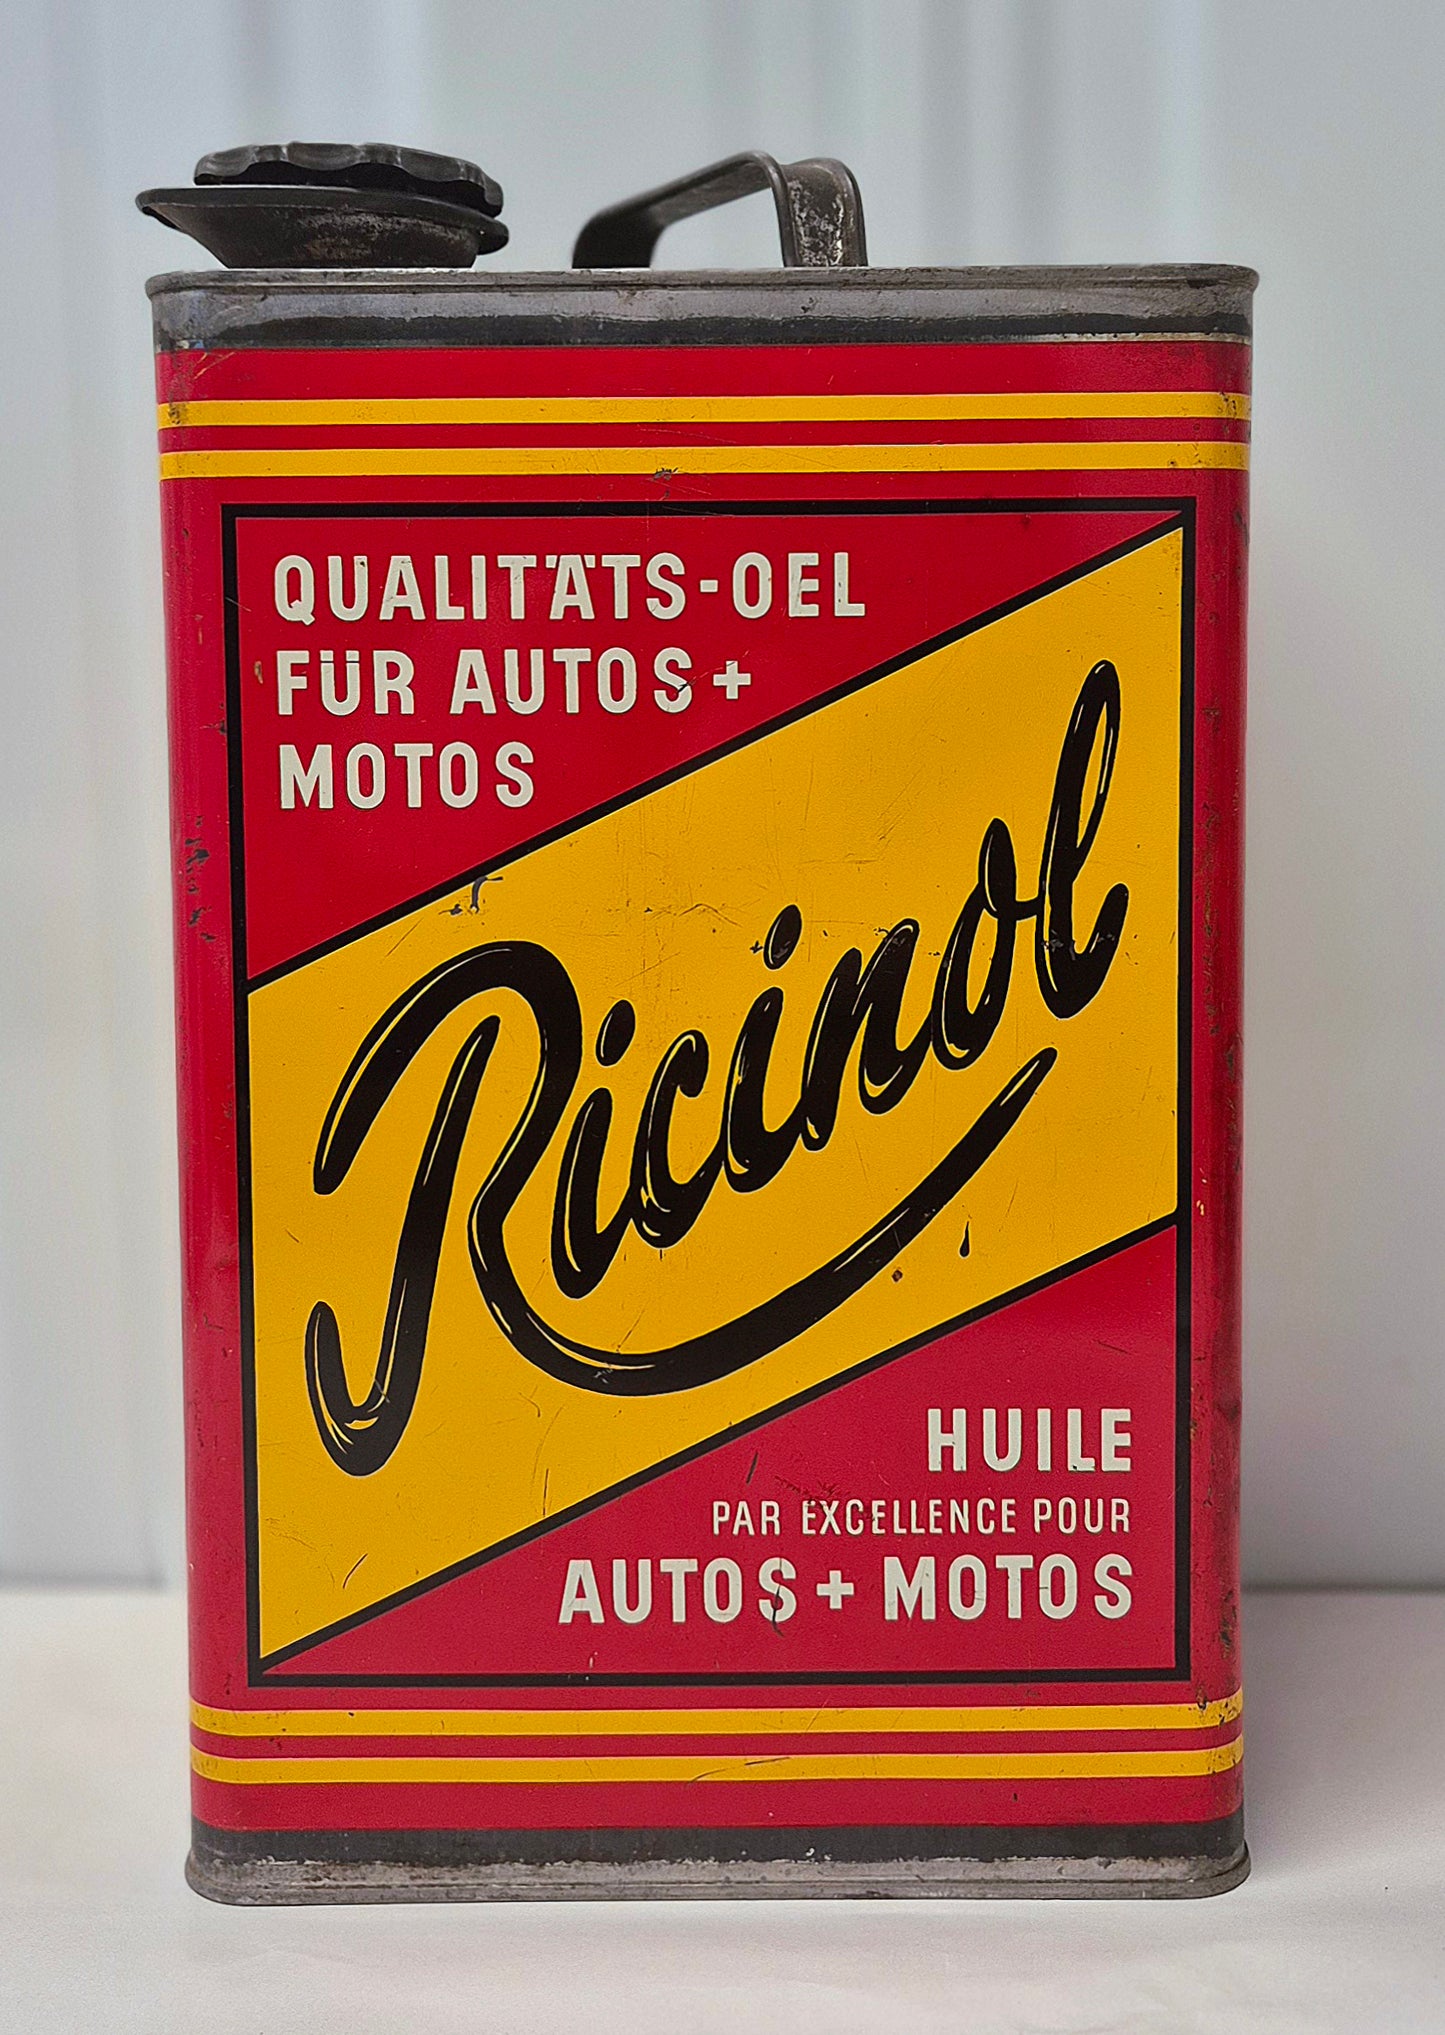 QUALITÄTS-OEL
FÜR AUTOS+
MOTOS
Ricinol
HUILE
PAR EXCELLENCE POUR
AUTOS+MOTOS